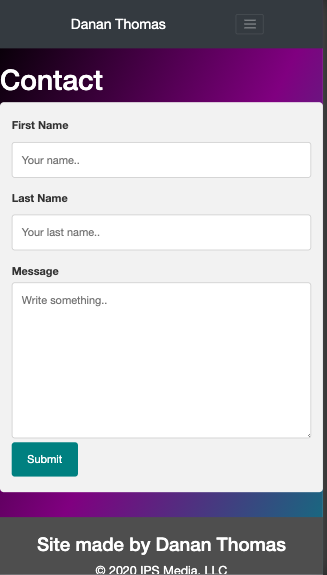 Danan Thomas
Contact
First Name
Your name..
Last Name
Your last name..
Message
Write something..
Submit
Site made by Danan Thomas
© 2020 IPS Media, LLC